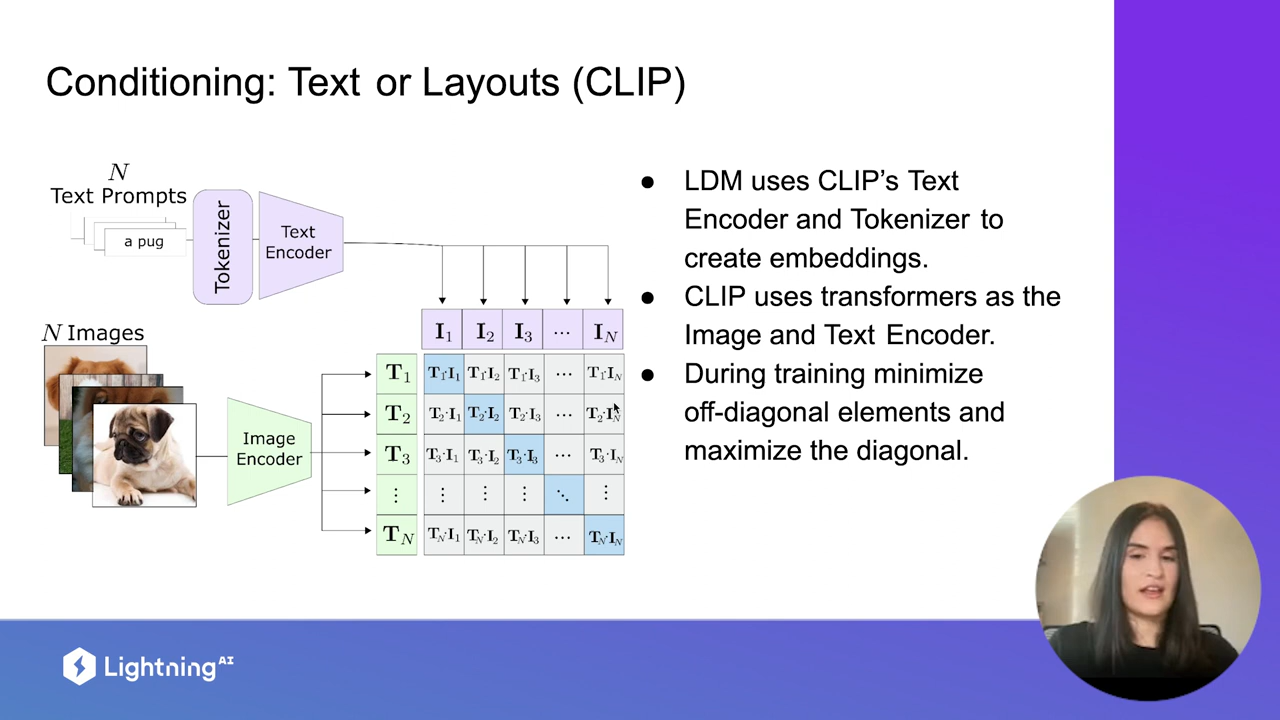 Conditioning: Text or Layouts (CLIP)
N
Text Prompts
a pug
Tokenizer
Text
Encoder
N Images
Image
Encoder
I1 I2 I3 ... IN
T1 T1·I1 T1·I2 T1·I3 ... T1·IN
T2 T2·I1 T2·I2 T2·I3 ... T2·IN
T3 T3·I1 T3·I2 T3·I3 ... T3·IN
⋮ ⋮ ⋮ ⋮ ⋱ ⋮
TN TN·I1 TN·I2 TN·I3 ... TN·IN
● LDM uses CLIP’s Text
Encoder and Tokenizer to
create embeddings.
● CLIP uses transformers as the
Image and Text Encoder.
● During training minimize
off-diagonal elements and
maximize the diagonal.
Lightning AI